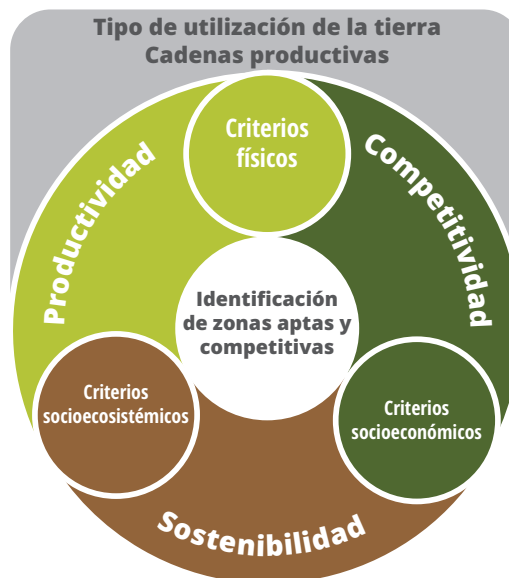 Tipo de utilización de la tierra
Cadenas productivas
Criterios
físicos
Productividad
Competitividad
Identificación
de zonas aptas y
competitivas
Criterios
socioecosistémicos
Criterios
socioeconómicos
Sostenibilidad